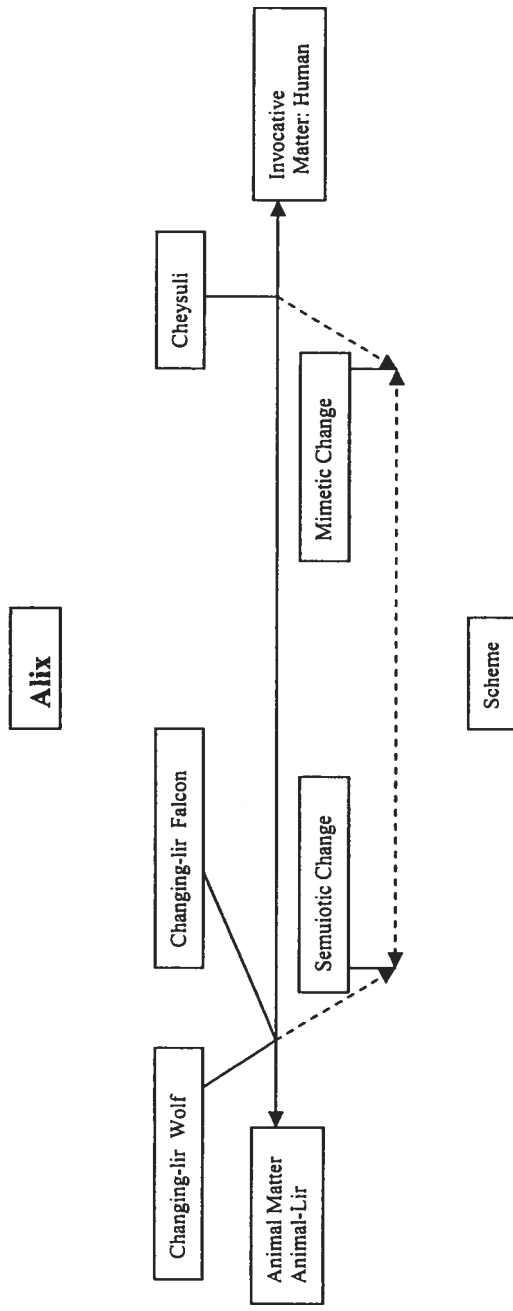 Alix
Changing-lir Wolf
Changing-lir Falcon
Cheysuli
Animal Matter
Animal-Lir
Invocative
Matter: Human
Semuiotic Change
Mimetic Change
Scheme